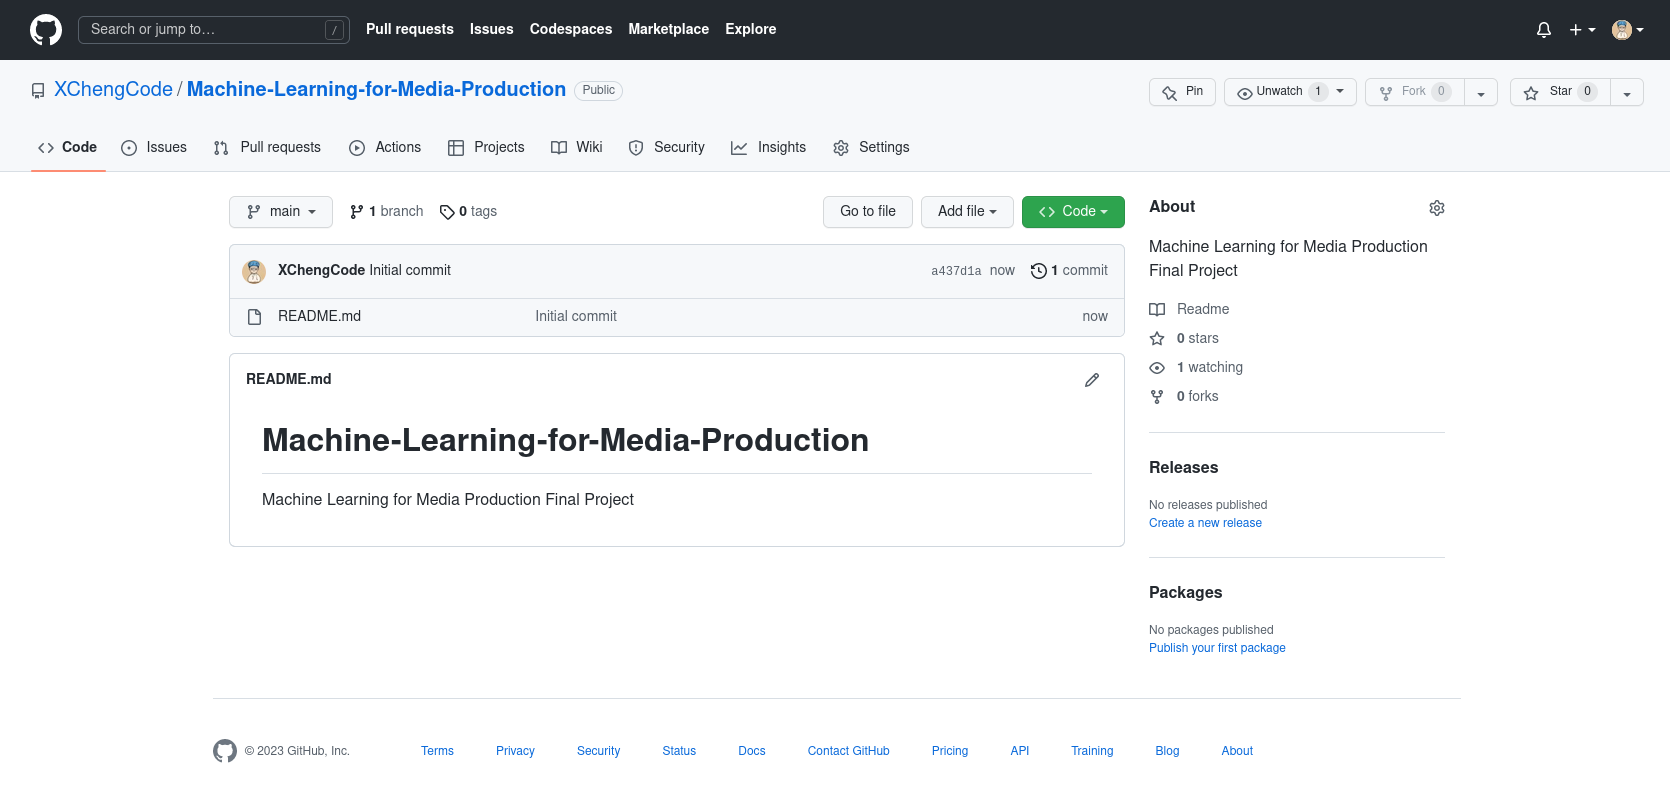 Search or jump to… / Pull requests Issues Codespaces Marketplace Explore
XChengCode / Machine-Learning-for-Media-Production Public Pin Unwatch 1 Fork 0 Star 0
Code Issues Pull requests Actions Projects Wiki Security Insights Settings
main 1 branch 0 tags Go to file Add file Code
XChengCode Initial commit a437d1a now 1 commit
README.md Initial commit now
README.md
Machine-Learning-for-Media-Production
Machine Learning for Media Production Final Project
About
Machine Learning for Media Production
Final Project
Readme
0 stars
1 watching
0 forks
Releases
No releases published
Create a new release
Packages
No packages published
Publish your first package
© 2023 GitHub, Inc. Terms Privacy Security Status Docs Contact GitHub Pricing API Training Blog About